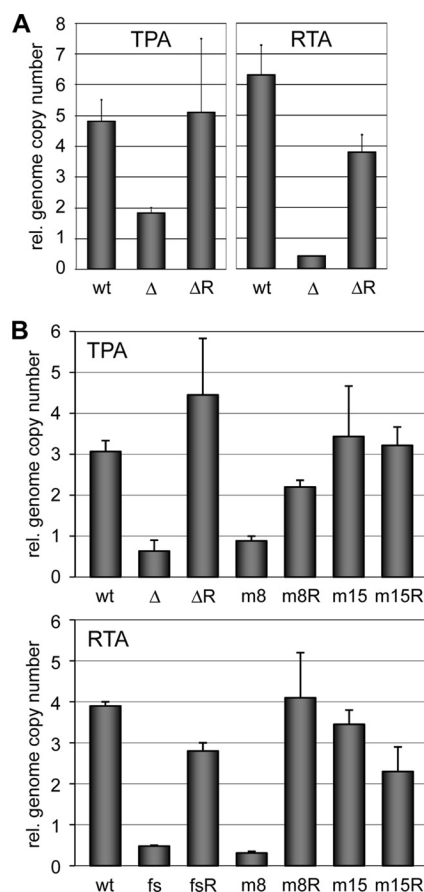 A
TPA RTA
rel. genome copy number
8
7
6
5
4
3
2
1
0
wt Δ ΔR wt Δ ΔR
B
TPA
rel. genome copy number
6
5
4
3
2
1
0
wt Δ ΔR m8 m8R m15 m15R
RTA
rel. genome copy number
6
5
4
3
2
1
0
wt fs fsR m8 m8R m15 m15R